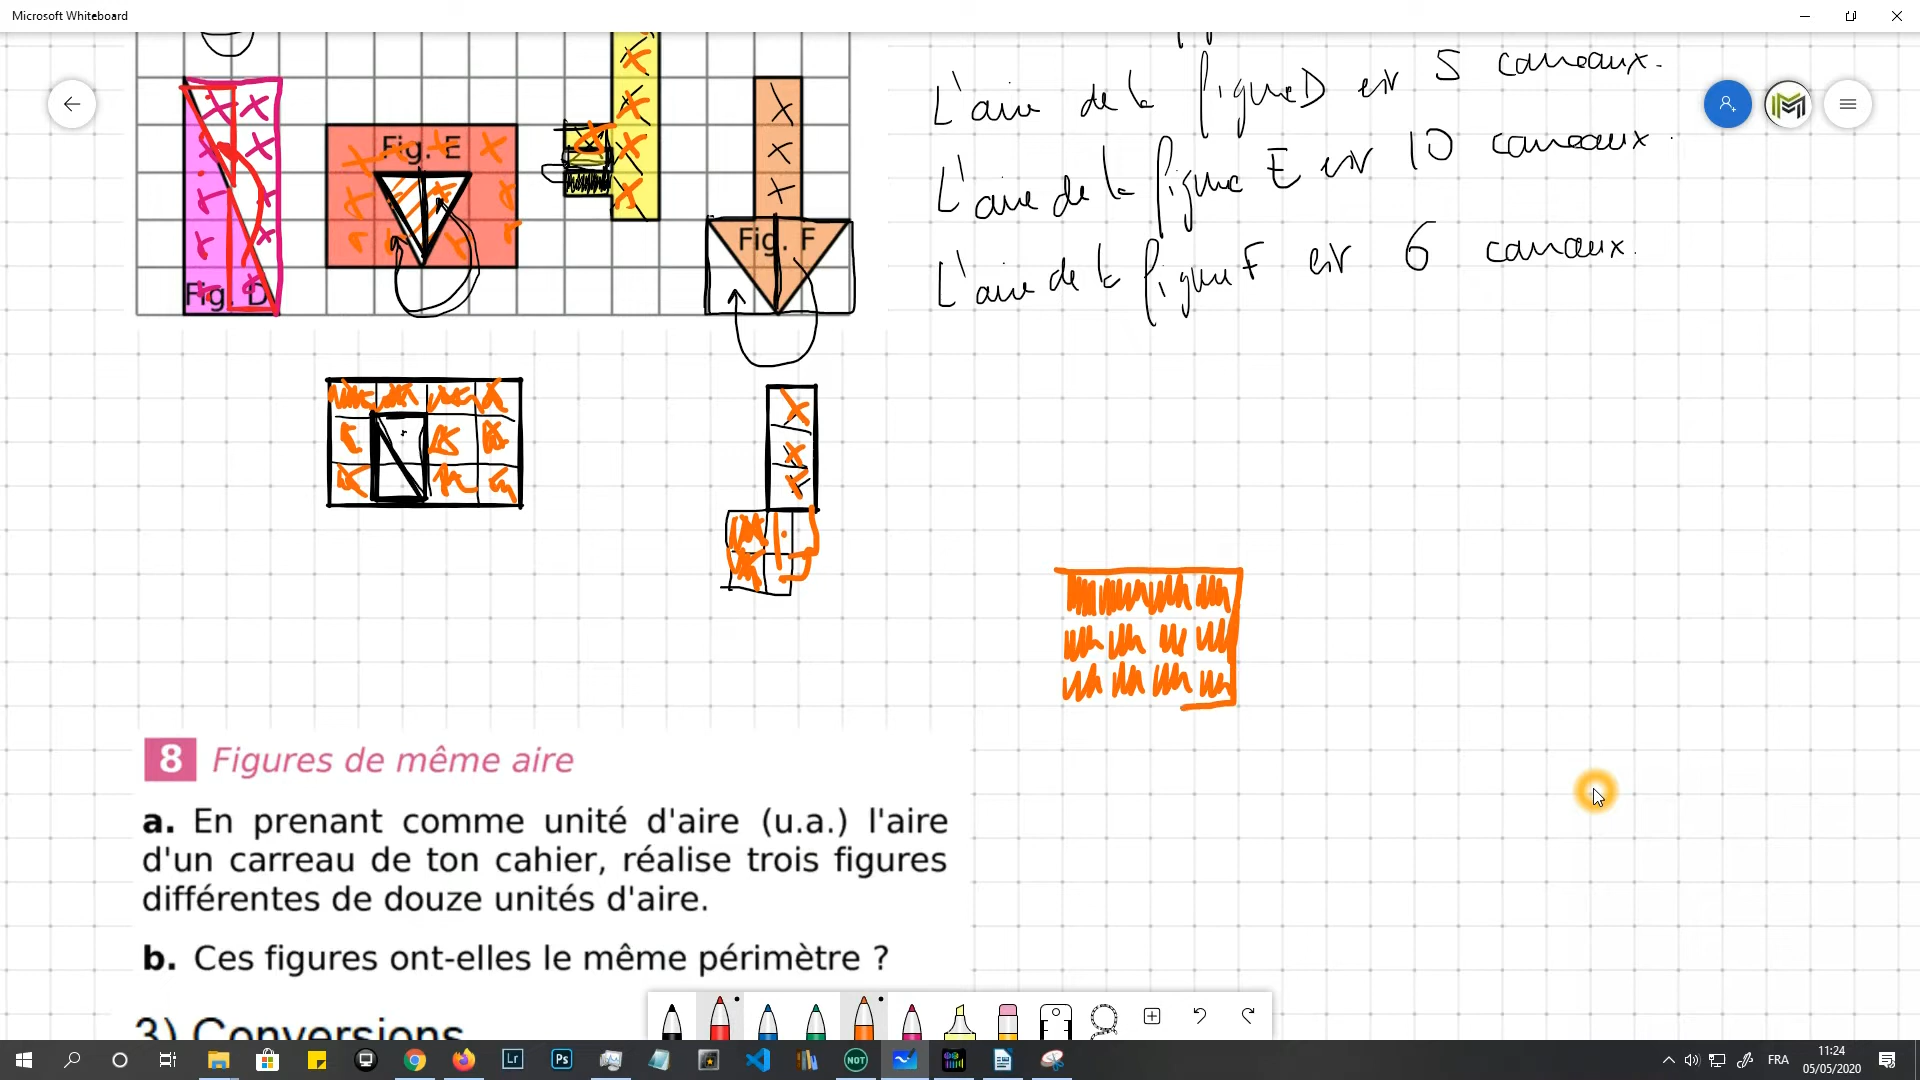 Microsoft Whiteboard
L'aire de la figure D est 5 carreaux.
Fig. E
L'aire de la figure E est 10 carreaux.
Fig. F
L'aire de la figure F est 6 carreaux.
Fig. D
8 Figures de même aire
a. En prenant comme unité d'aire (u.a.) l'aire
d'un carreau de ton cahier, réalise trois figures
différentes de douze unités d'aire.
b. Ces figures ont-elles le même périmètre ?
3) Conversions
Lr
Ps
NOT
FRA
11:24
05/05/2020